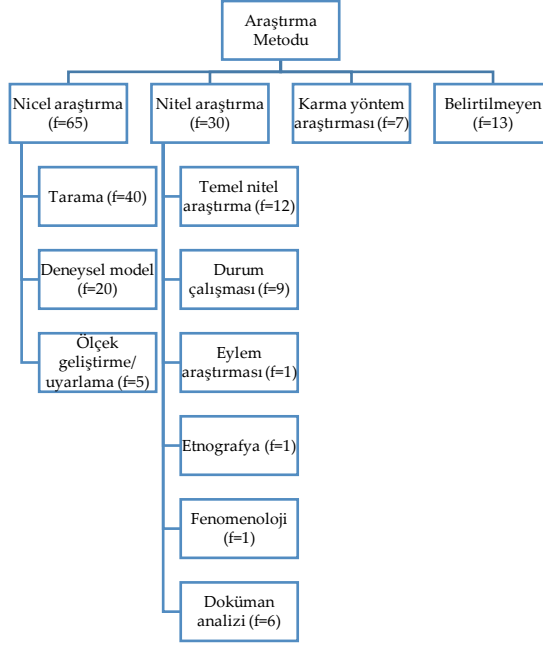 Araştırma
Metodu
Nicel araştırma
(f=65)
Nitel araştırma
(f=30)
Karma yöntem
araştırması (f=7)
Belirtilmeyen
(f=13)
Tarama (f=40)
Deneysel model
(f=20)
Ölçek
geliştirme/
uyarlama (f=5)
Temel nitel
araştırma (f=12)
Durum
çalışması (f=9)
Eylem
araştırması (f=1)
Etnografya (f=1)
Fenomenoloji
(f=1)
Doküman
analizi (f=6)